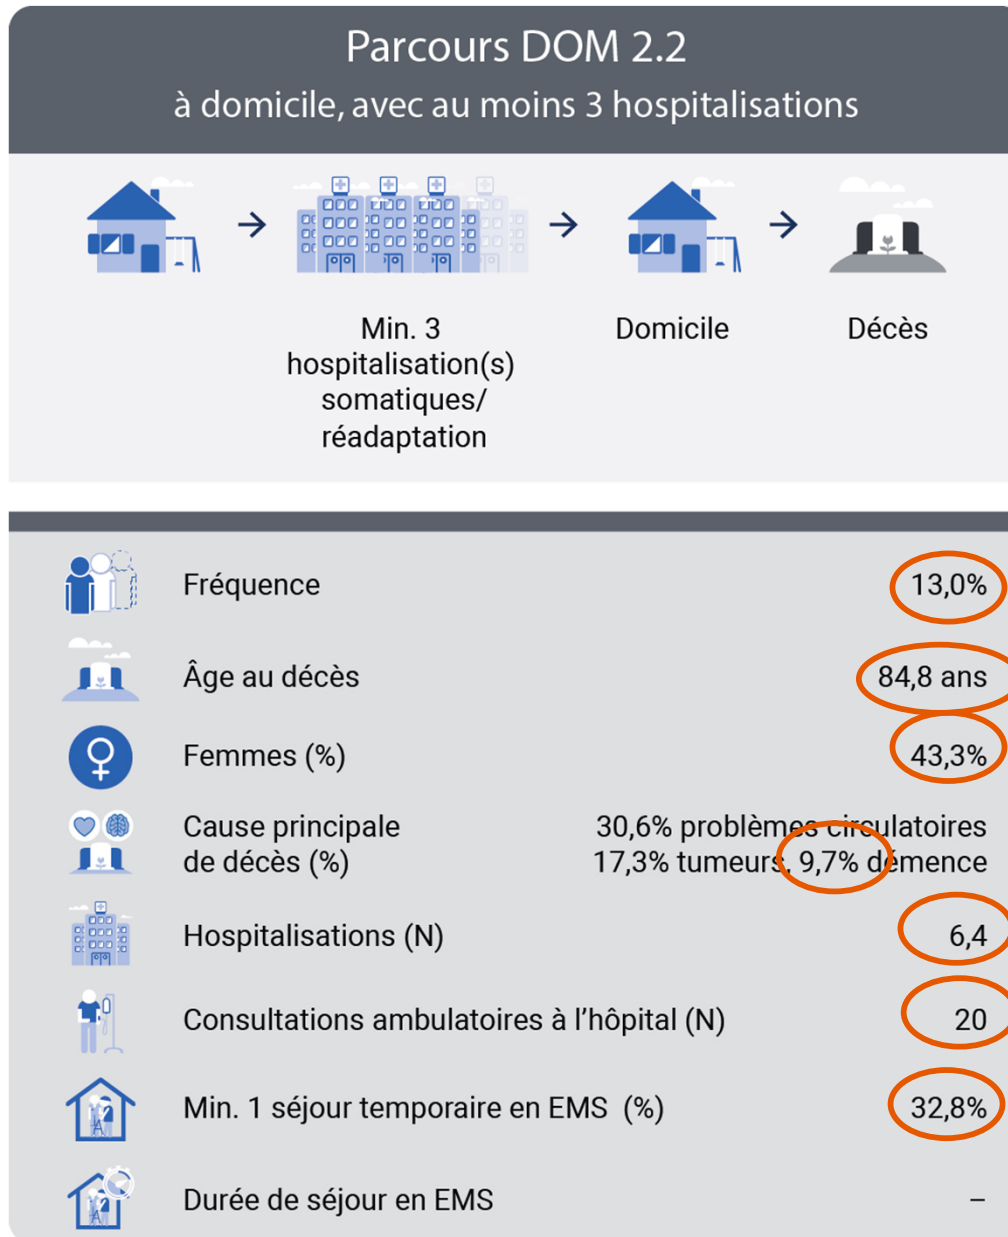 Parcours DOM 2.2
à domicile, avec au moins 3 hospitalisations
Min. 3
hospitalisation(s)
somatiques/
réadaptation
Domicile
Décès
Fréquence
13,0%
Âge au décès
84,8 ans
Femmes (%)
43,3%
Cause principale
de décès (%)
30,6% problèmes circulatoires
17,3% tumeurs, 9,7% démence
Hospitalisations (N)
6,4
Consultations ambulatoires à l'hôpital (N)
20
Min. 1 séjour temporaire en EMS (%)
32,8%
Durée de séjour en EMS
–